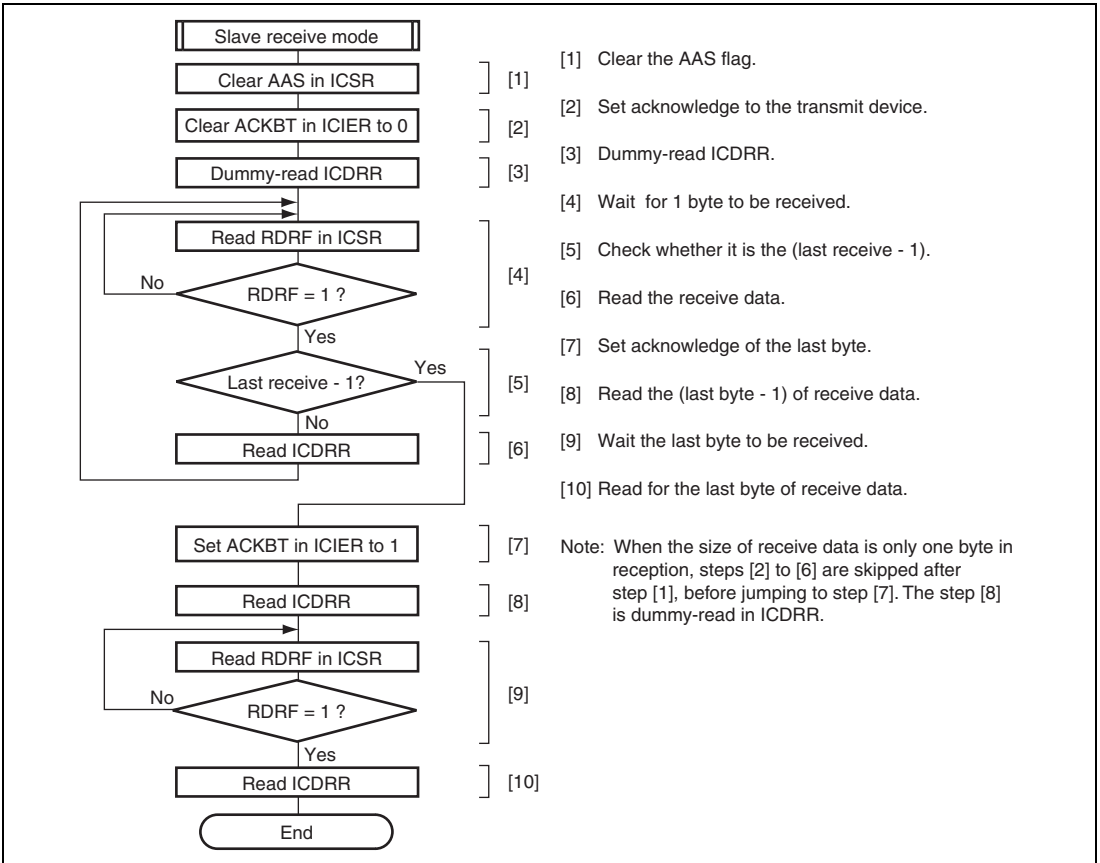 Slave receive mode
Clear AAS in ICSR
[1]
Clear ACKBT in ICIER to 0
[2]
Dummy-read ICDRR
[3]
Read RDRF in ICSR
No
RDRF = 1 ?
[4]
Yes
Last receive - 1?
Yes
[5]
No
Read ICDRR
[6]
Set ACKBT in ICIER to 1
[7]
Read ICDRR
[8]
Read RDRF in ICSR
No
RDRF = 1 ?
[9]
Yes
Read ICDRR
[10]
End
[1] Clear the AAS flag.
[2] Set acknowledge to the transmit device.
[3] Dummy-read ICDRR.
[4] Wait for 1 byte to be received.
[5] Check whether it is the (last receive - 1).
[6] Read the receive data.
[7] Set acknowledge of the last byte.
[8] Read the (last byte - 1) of receive data.
[9] Wait the last byte to be received.
[10] Read for the last byte of receive data.
Note: When the size of receive data is only one byte in
reception, steps [2] to [6] are skipped after
step [1], before jumping to step [7]. The step [8]
is dummy-read in ICDRR.